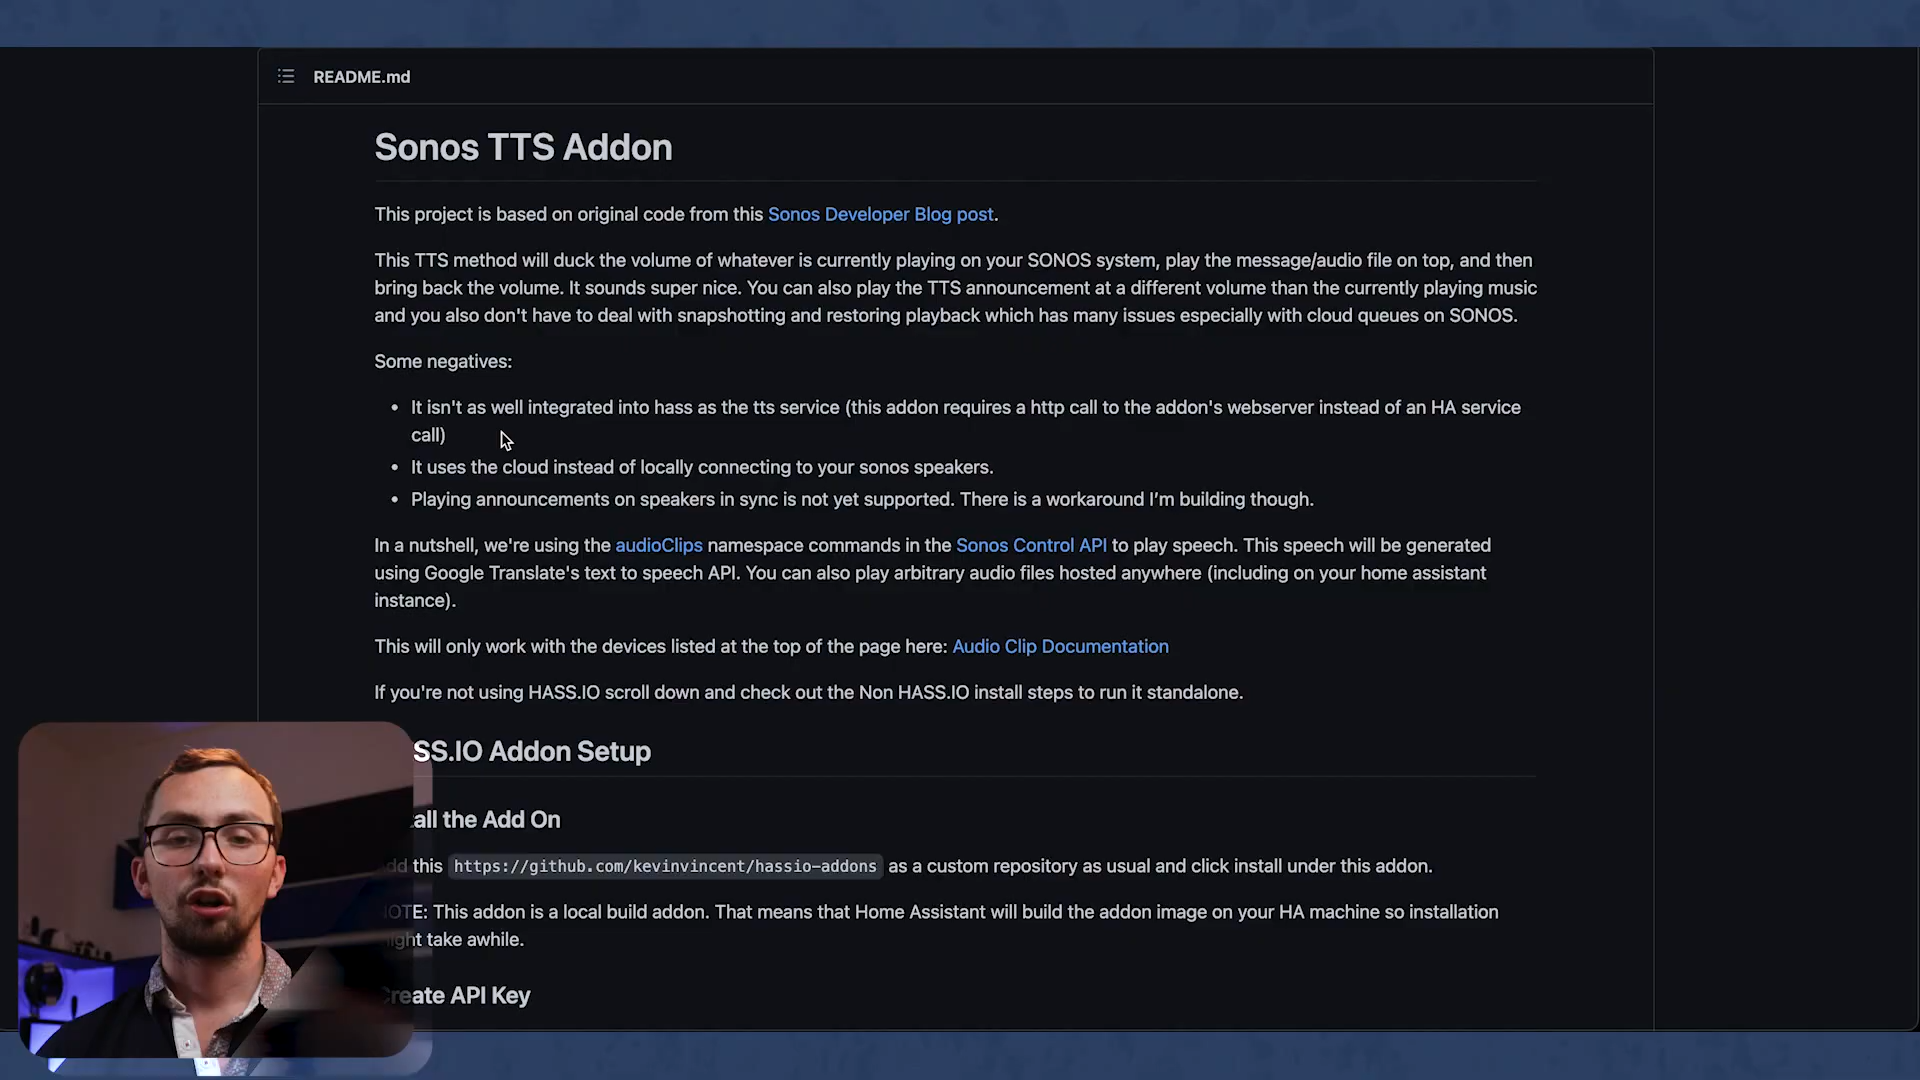 README.md
Sonos TTS Addon
This project is based on original code from this Sonos Developer Blog post.
This TTS method will duck the volume of whatever is currently playing on your SONOS system, play the message/audio file on top, and then
bring back the volume. It sounds super nice. You can also play the TTS announcement at a different volume than the currently playing music
and you also don't have to deal with snapshotting and restoring playback which has many issues especially with cloud queues on SONOS.
Some negatives:
• It isn't as well integrated into hass as the tts service (this addon requires a http call to the addon's webserver instead of an HA service
call)
• It uses the cloud instead of locally connecting to your sonos speakers.
• Playing announcements on speakers in sync is not yet supported. There is a workaround I’m building though.
In a nutshell, we're using the audioClips namespace commands in the Sonos Control API to play speech. This speech will be generated
using Google Translate's text to speech API. You can also play arbitrary audio files hosted anywhere (including on your home assistant
instance).
This will only work with the devices listed at the top of the page here: Audio Clip Documentation
If you're not using HASS.IO scroll down and check out the Non HASS.IO install steps to run it standalone.
SS.IO Addon Setup
all the Add On
dd this https://github.com/kevinvincent/hassio-addons as a custom repository as usual and click install under this addon.
OTE: This addon is a local build addon. That means that Home Assistant will build the addon image on your HA machine so installation
ight take awhile.
reate API Key